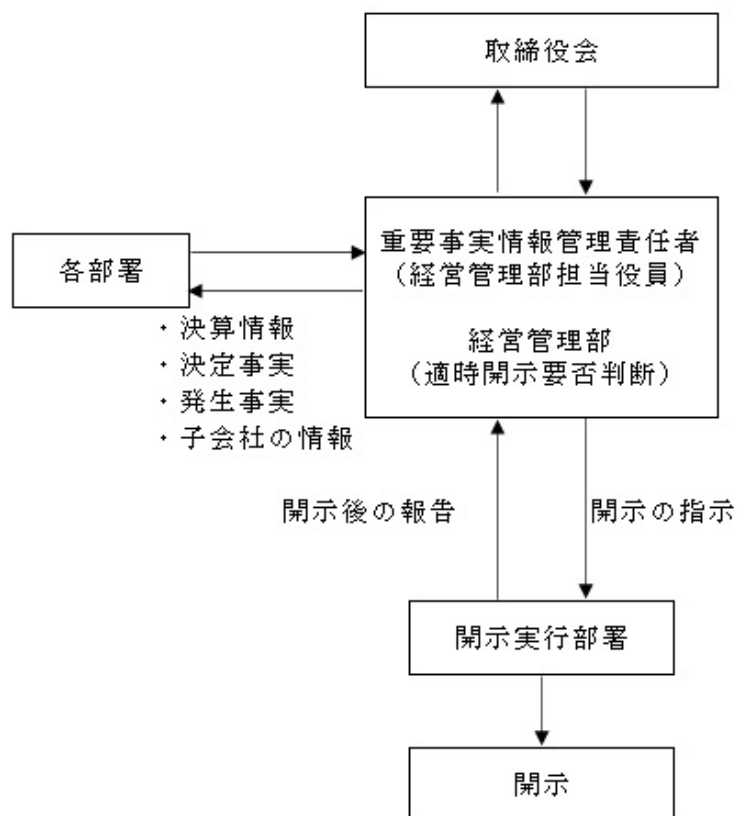 取締役会
重要事実情報管理責任者
（経営管理部担当役員）
各部署
経営管理部
（適時開示要否判断）
・決算情報
・決定事実
・発生事実
・子会社の情報
開示後の報告
開示の指示
開示実行部署
開示